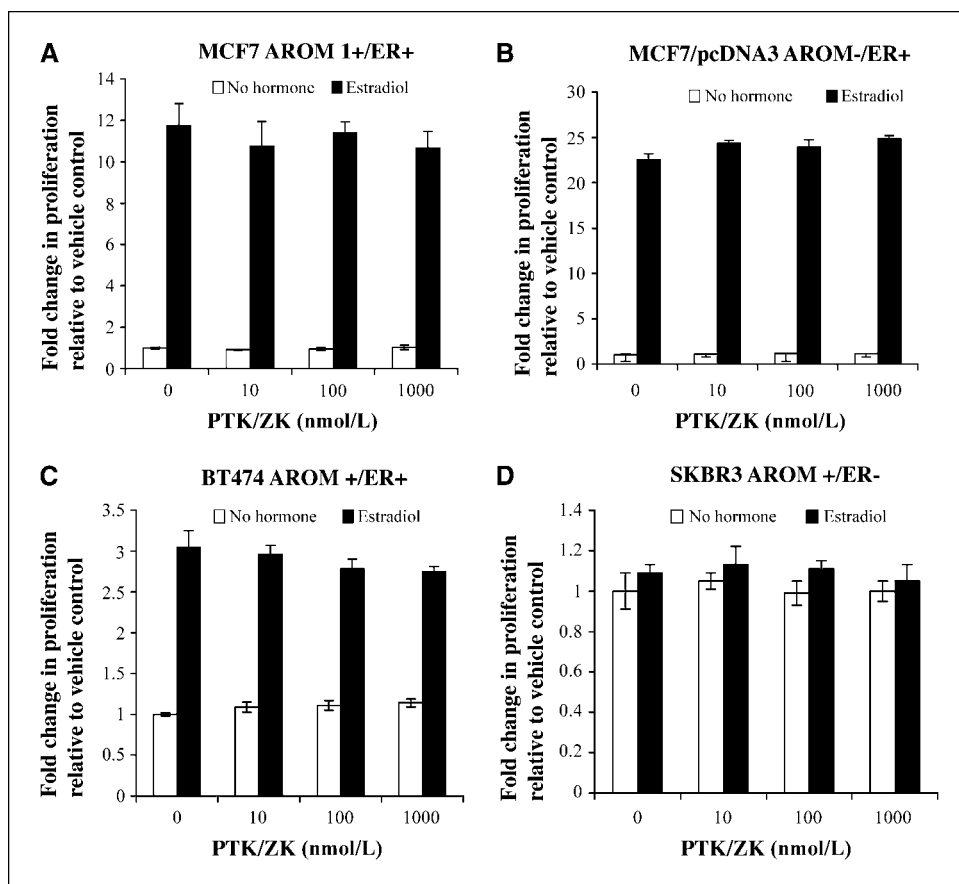 A
MCF7 AROM 1+/ER+
No hormone
Estradiol
14
12
10
8
6
4
2
0
Fold change in proliferation
relative to vehicle control
0
10
100
1000
PTK/ZK (nmol/L)
B
MCF7/pcDNA3 AROM-/ER+
No hormone
Estradiol
30
25
20
15
10
5
0
Fold change in proliferation
relative to vehicle control
0
10
100
1000
PTK/ZK (nmol/L)
C
BT474 AROM +/ER+
No hormone
Estradiol
3.5
3
2.5
2
1.5
1
0.5
0
Fold change in proliferation
relative to vehicle control
0
10
100
1000
PTK/ZK (nmol/L)
D
SKBR3 AROM +/ER-
No hormone
Estradiol
1.4
1.2
1
0.8
0.6
0.4
0.2
0
Fold change in proliferation
relative to vehicle control
0
10
100
1000
PTK/ZK (nmol/L)